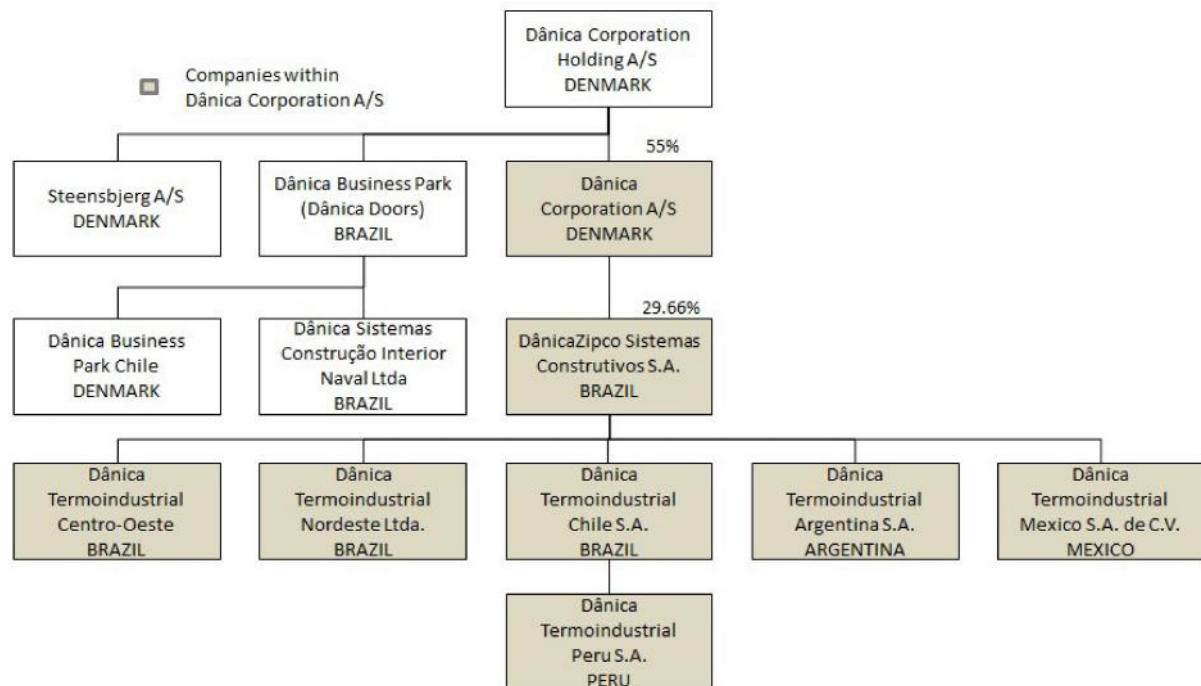 Dânica Corporation
Holding A/S
DENMARK
Companies within
Dânica Corporation A/S
55%
Steensbjerg A/S
DENMARK
Dânica Business Park
(Dânica Doors)
BRAZIL
Dânica
Corporation A/S
DENMARK
29.66%
Dânica Business
Park Chile
DENMARK
Dânica Sistemas
Construção Interior
Naval Ltda
BRAZIL
DânicaZipco Sistemas
Construtivos S.A.
BRAZIL
Dânica
Termoindustrial
Centro-Oeste
BRAZIL
Dânica
Termoindustrial
Nordeste Ltda.
BRAZIL
Dânica
Termoindustrial
Chile S.A.
BRAZIL
Dânica
Termoindustrial
Argentina S.A.
ARGENTINA
Dânica
Termoindustrial
Mexico S.A. de C.V.
MEXICO
Dânica
Termoindustrial
Peru S.A.
PERU